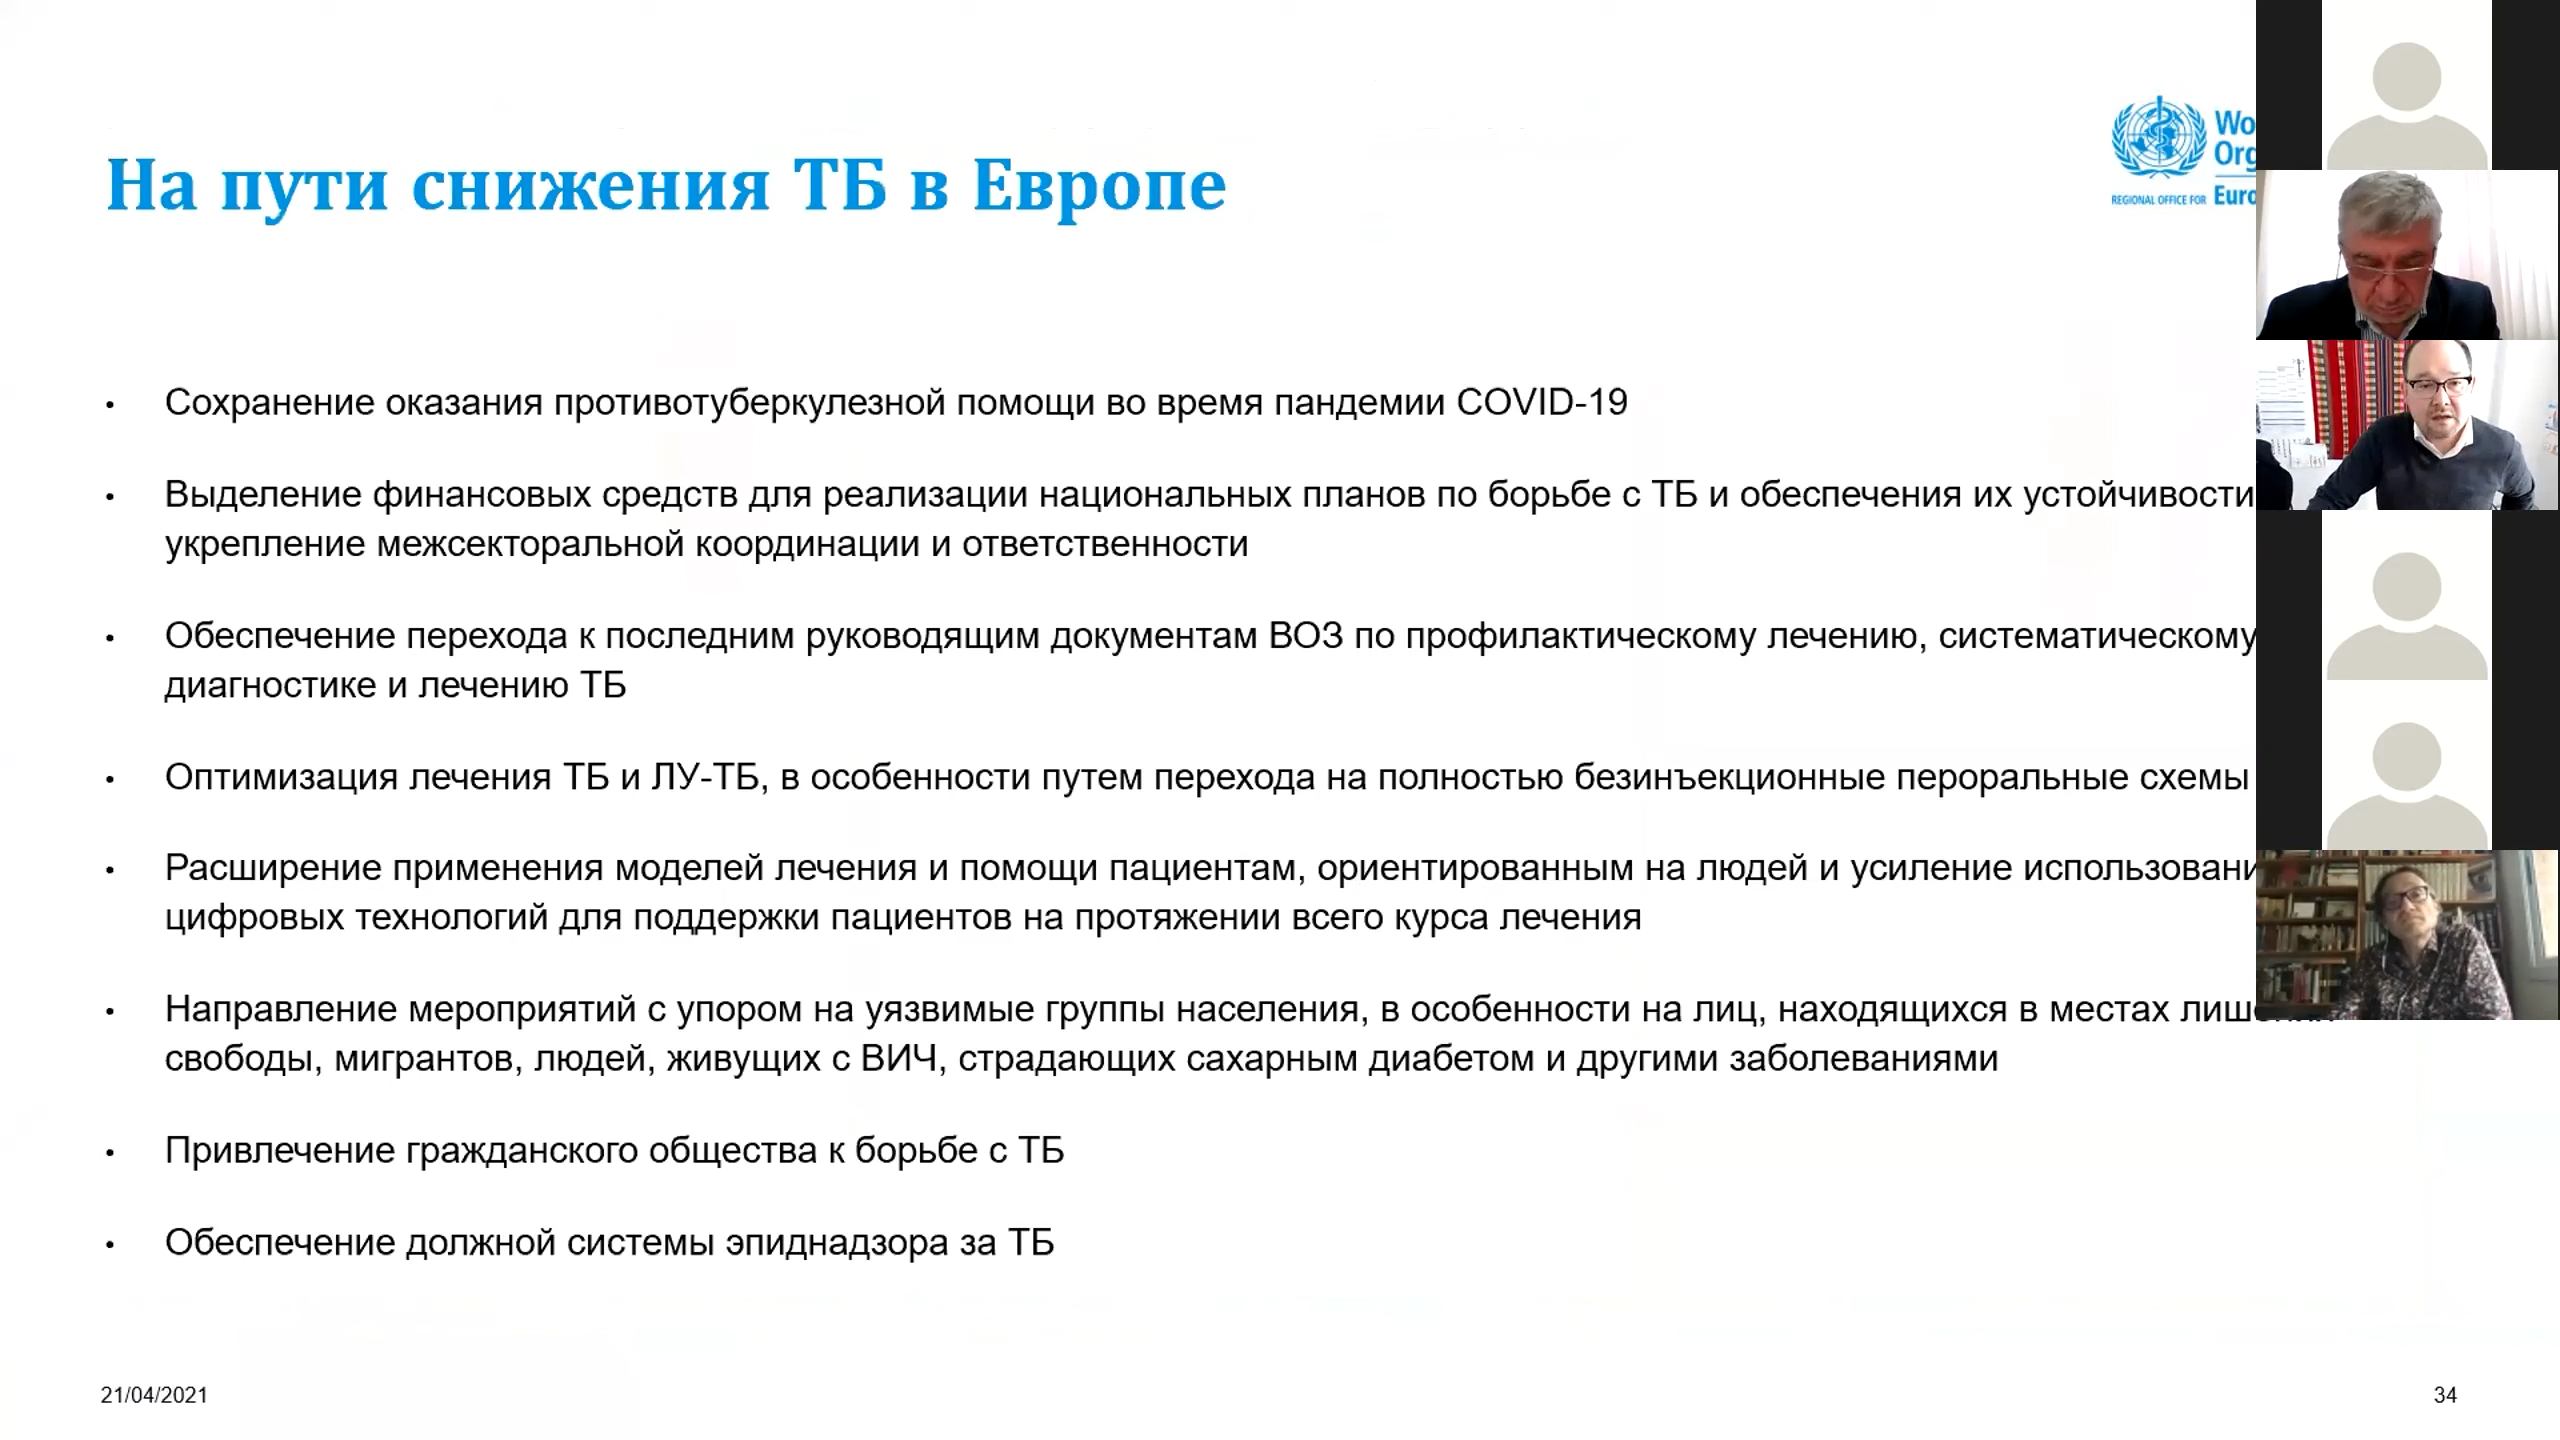 На пути снижения ТБ в Европе
REGIONAL OFFICE FOR
• Сохранение оказания противотуберкулезной помощи во время пандемии COVID-19
• Выделение финансовых средств для реализации национальных планов по борьбе с ТБ и обеспечения их устойчивости
укрепление межсекторальной координации и ответственности
• Обеспечение перехода к последним руководящим документам ВОЗ по профилактическому лечению, систематическому
диагностике и лечению ТБ
• Оптимизация лечения ТБ и ЛУ-ТБ, в особенности путем перехода на полностью безинъекционные пероральные схемы
• Расширение применения моделей лечения и помощи пациентам, ориентированным на людей и усиление
цифровых технологий для поддержки пациентов на протяжении всего курса лечения
• Направление мероприятий с упором на уязвимые группы населения, в особенности на лиц, находящихся в местах
свободы, мигрантов, людей, живущих с ВИЧ, страдающих сахарным диабетом и другими заболеваниями
• Привлечение гражданского общества к борьбе с ТБ
• Обеспечение должной системы эпиднадзора за ТБ
21/04/2021
34